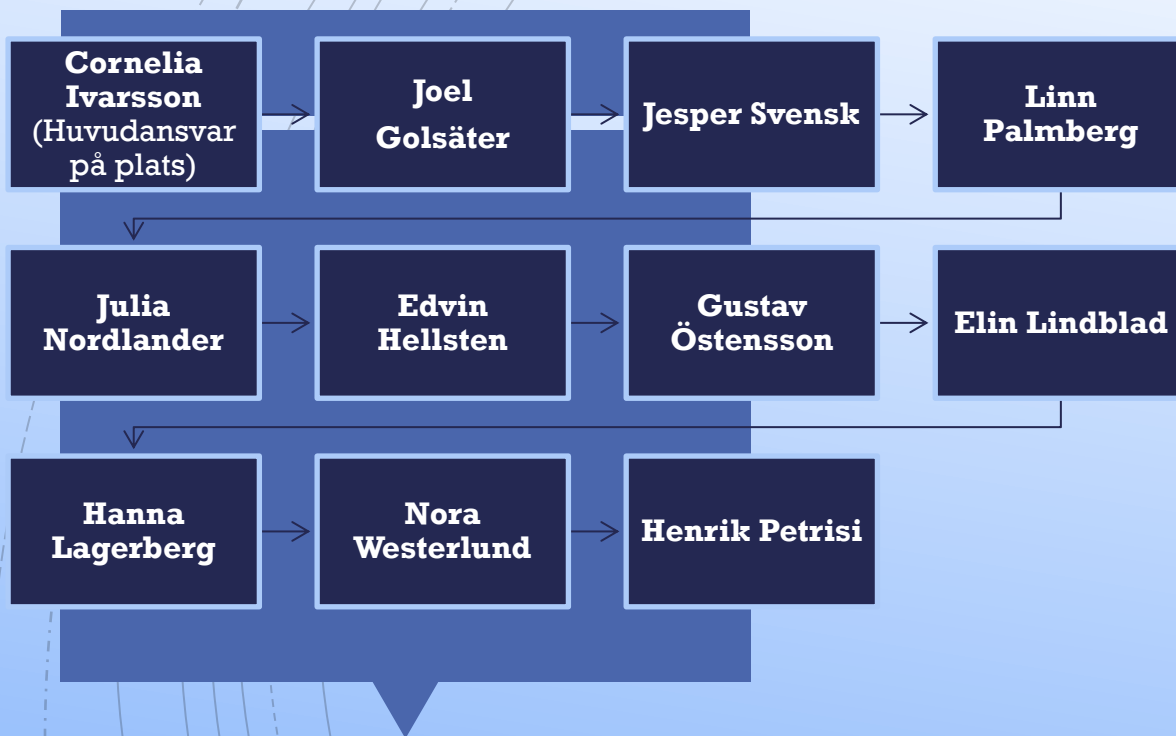 Cornelia
Ivarsson
(Huvudansvar
på plats)
Joel
Golsäter
Jesper Svensk
Linn
Palmberg
Julia
Nordlander
Edvin
Hellsten
Gustav
Östensson
Elin Lindblad
Hanna
Lagerberg
Nora
Westerlund
Henrik Petrisi